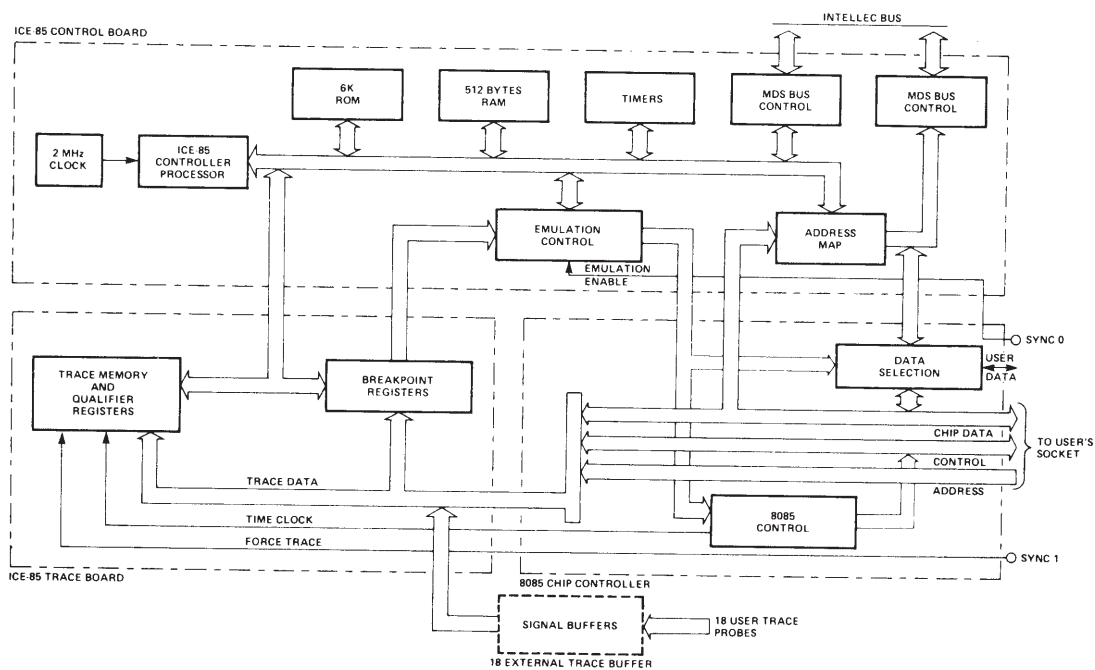 INTELLEC BUS
ICE-85 CONTROL BOARD
6K
ROM
512 BYTES
RAM
TIMERS
MDS BUS
CONTROL
MDS BUS
CONTROL
2 MHz
CLOCK
ICE-85
CONTROLLER
PROCESSOR
EMULATION
CONTROL
ADDRESS
MAP
EMULATION
ENABLE
SYNC 0
TRACE MEMORY
AND
QUALIFIER
REGISTERS
BREAKPOINT
REGISTERS
DATA
SELECTION
USER
DATA
CHIP DATA
CONTROL
ADDRESS
TO USER'S
SOCKET
TRACE DATA
TIME CLOCK
FORCE TRACE
8085
CONTROL
SYNC 1
ICE-85 TRACE BOARD
8085 CHIP CONTROLLER
SIGNAL BUFFERS
18 USER TRACE
PROBES
18 EXTERNAL TRACE BUFFER